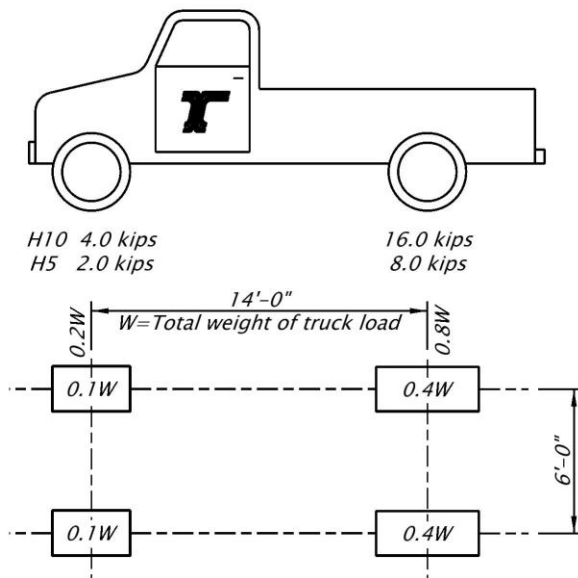 H10 4.0 kips
16.0 kips
H5 2.0 kips
8.0 kips
14'-0"
W=Total weight of truck load
0.2W
0.8W
0.1W
0.4W
6'-0"
0.1W
0.4W